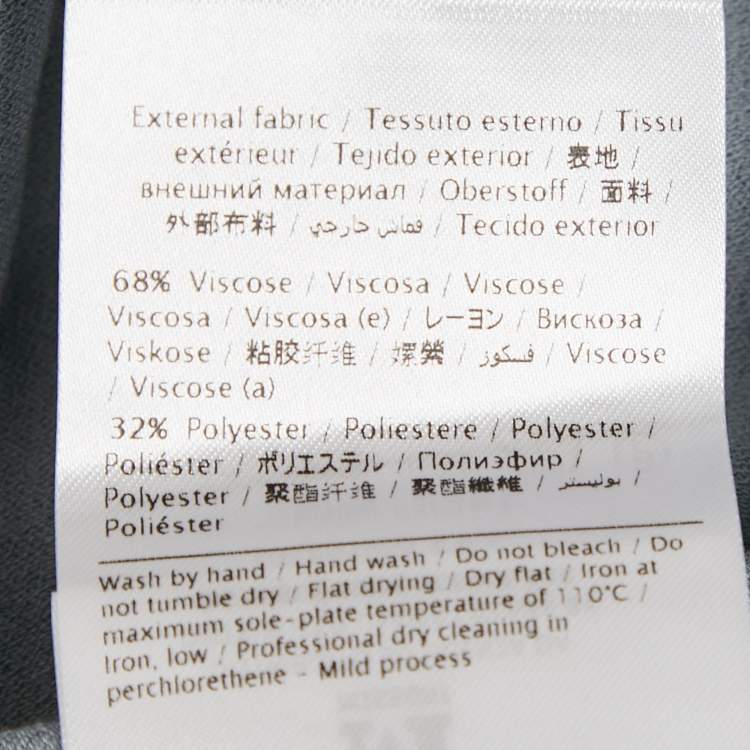 External fabric / Tessuto esterno / Tissu
extérieur / Tejido exterior / 表地 /
внешний материал / Oberstoff / 面料 /
外部布料 / قماش خارجي / Tecido exterior
68% Viscose / Viscosa / Viscose /
Viscosa / Viscosa (e) / レーヨン / Вискоза /
Viskose / 粘胶纤维 / 嫘縈 / فسكوز / Viscose
/ Viscose (a)
32% Polyester / Poliestere / Polyester /
Poliéster / ポリエステル / Полиэфир /
Polyester / 聚酯纤维 / 聚酯纖維 / بوليستر /
Poliéster
Wash by hand / Hand wash / Do not bleach / Do
not tumble dry / Flat drying / Dry flat / Iron at
maximum sole-plate temperature of 110°C /
Iron, low / Professional dry cleaning in
perchlorethene - Mild process